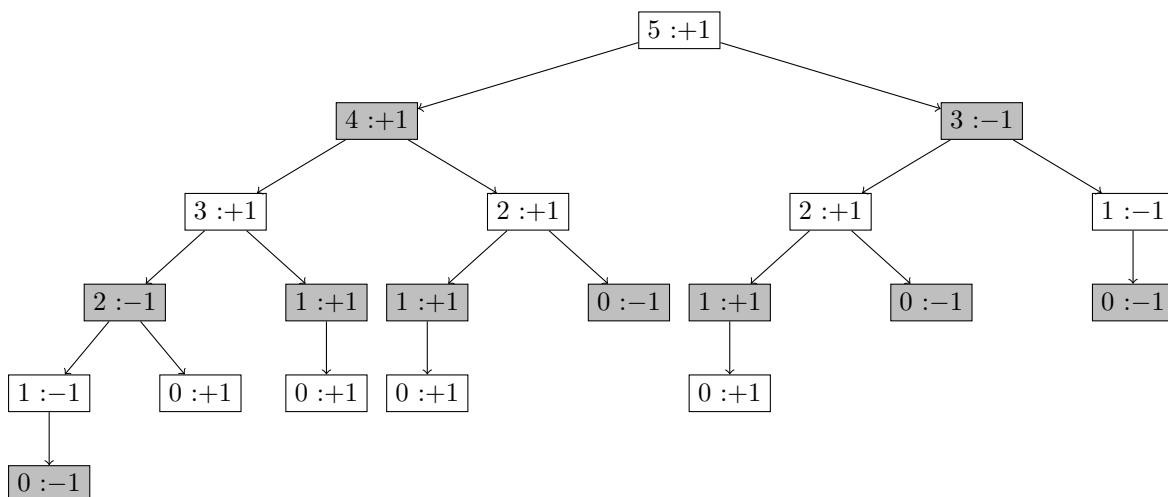 5 :+1
4 :+1 3 :−1
3 :+1 2 :+1 2 :+1 1 :−1
2 :−1 1 :+1 1 :+1 0 :−1 1 :+1 0 :−1 0 :−1
1 :−1 0 :+1 0 :+1 0 :+1 0 :+1
0 :−1